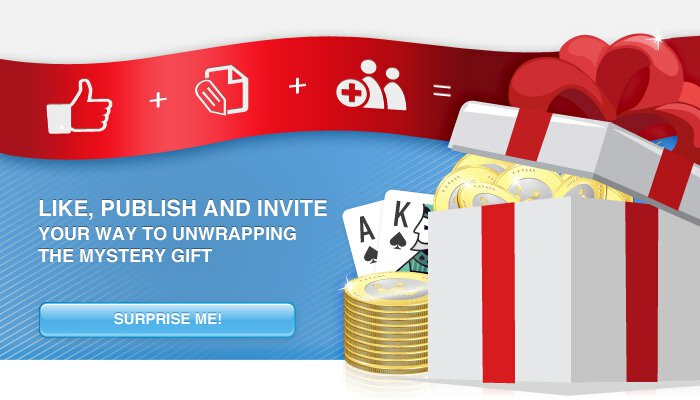 + + =
LIKE, PUBLISH AND INVITE
YOUR WAY TO UNWRAPPING
THE MYSTERY GIFT
A K
SURPRISE ME!